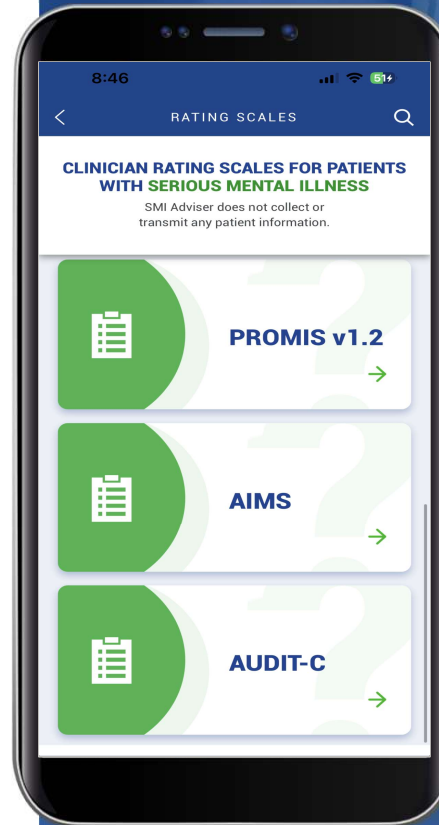 8:46
51
RATING SCALES
CLINICIAN RATING SCALES FOR PATIENTS
WITH SERIOUS MENTAL ILLNESS
SMI Adviser does not collect or
transmit any patient information.
PROMIS v1.2
AIMS
AUDIT-C